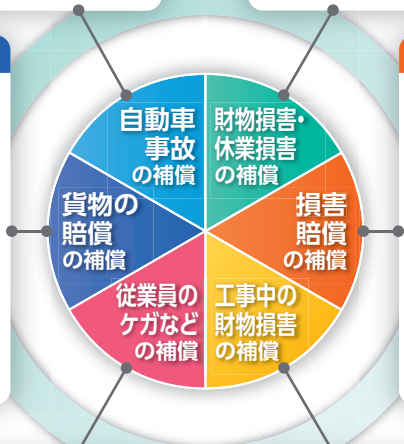 自動車
事故
の補償
財物損害・
休業損害
の補償
貨物の
賠償
の補償
損害
賠償
の補償
従業員の
ケガなど
の補償
工事中の
財物損害
の補償